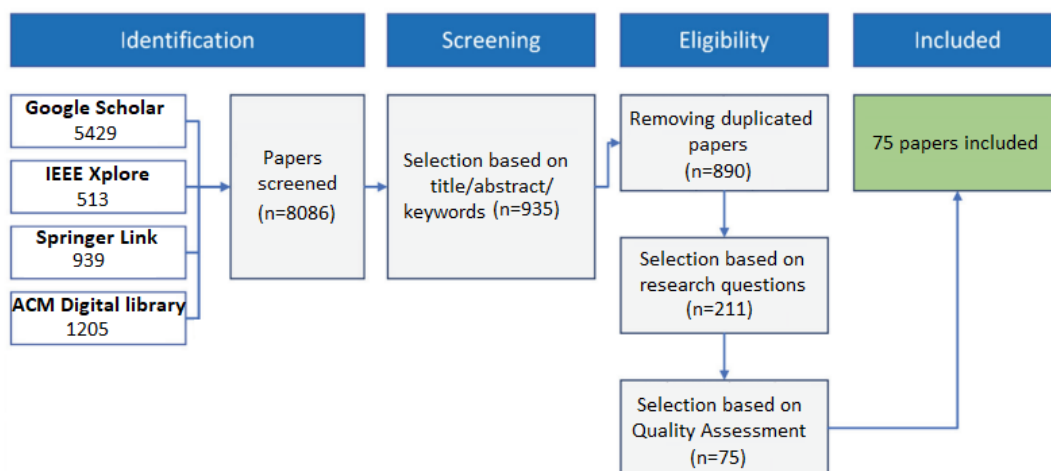 Identification
Screening
Eligibility
Included
Google Scholar
5429
IEEE Xplore
513
Springer Link
939
ACM Digital library
1205
Papers
screened
(n=8086)
Selection based on
title/abstract/
keywords (n=935)
Removing duplicated
papers
(n=890)
Selection based on
research questions
(n=211)
Selection based on
Quality Assessment
(n=75)
75 papers included